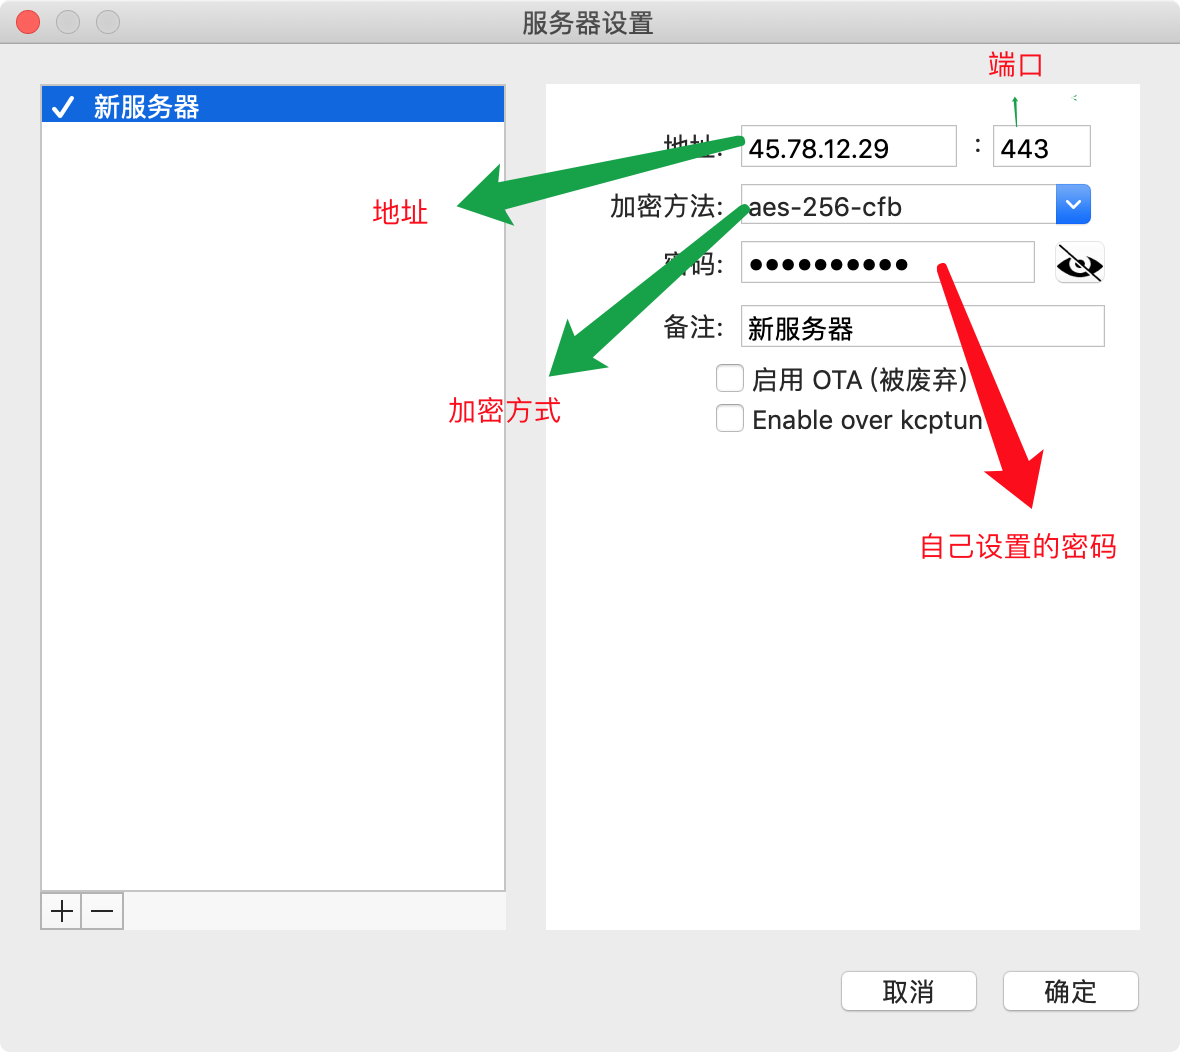 服务器设置
端口
新服务器
地址: 45.78.12.29 : 443
地址
加密方法: aes-256-cfb
密码: ●●●●●●●●●●
备注: 新服务器
启用 OTA (被废弃)
加密方式
Enable over kcptun
自己设置的密码
取消 确定